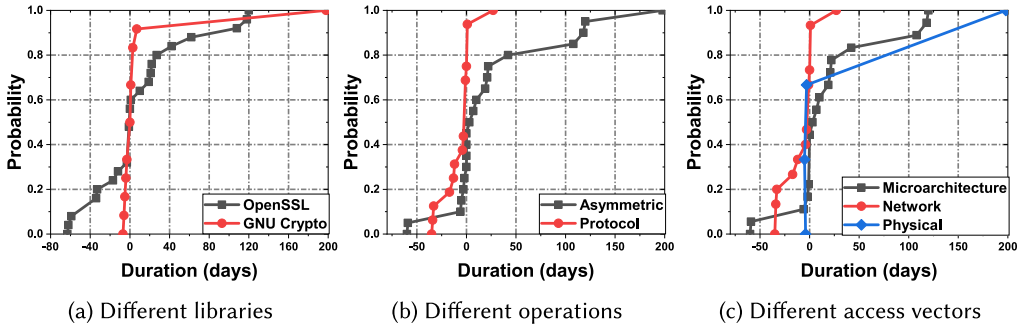 Probability
1.0
0.8
0.6
0.4
0.2
0.0
-80 -40 0 40 80 120 160 200
Duration (days)
OpenSSL
GNU Crypto
(a) Different libraries
Probability
1.0
0.8
0.6
0.4
0.2
0.0
-50 0 50 100 150 200
Duration (days)
Asymmetric
Protocol
(b) Different operations
Probability
1.0
0.8
0.6
0.4
0.2
0.0
-50 0 50 100 150 200
Duration (days)
Microarchitecture
Network
Physical
(c) Different access vectors